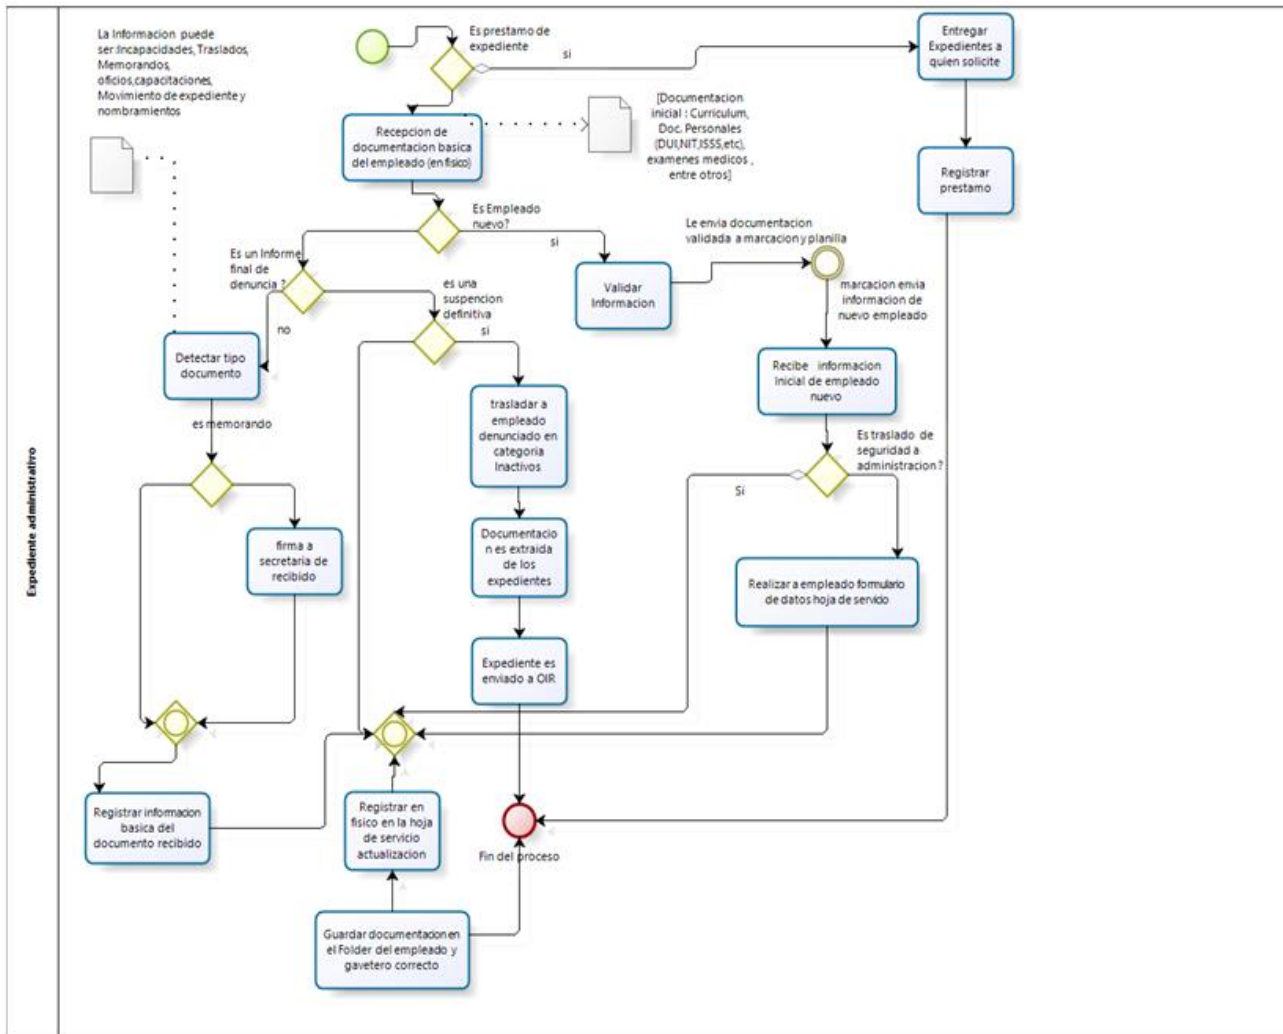 Expediente administrativo
La Informacion puede
ser :Incapacidades, Traslados,
Memorandos,
oficios,capacitaciones,
Movimiento de expediente y
nombramientos
Es prestamo de
expediente
si
Entregar
Expedientes a
quien solicite
Registrar
prestamo
Recepcion de
documentacion basica
del empleado (en fisico)
[Documentacion
inicial : Curriculum,
Doc. Personales
(DUI,NIT,ISSS,etc),
examenes medicos ,
entre otros]
Es Empleado
nuevo?
si
Validar
Informacion
Le envia documentacion
validada a marcacion y planilla
marcacion envia
informacion de
nuevo empleado
Recibe informacion
Inicial de empleado
nuevo
Es traslado de
seguridad a
administracion ?
Si
Realizar a empleado formulario
de datos hoja de servicio
Es un Informe
final de
denuncia ?
no
es una
suspencion
definitiva
si
Detectar tipo
documento
es memorando
firma a
secretaria de
recibido
trasladar a
empleado
denunciado en
categoria
Inactivos
Documentacio
n es extraida
de los
expedientes
Expediente es
enviado a OIR
Registrar informacion
basica del
documento recibido
Registrar en
fisico en la hoja
de servicio
actualizacion
Fin del proceso
Guardar documentacion en
el Folder del empleado y
gavetero correcto